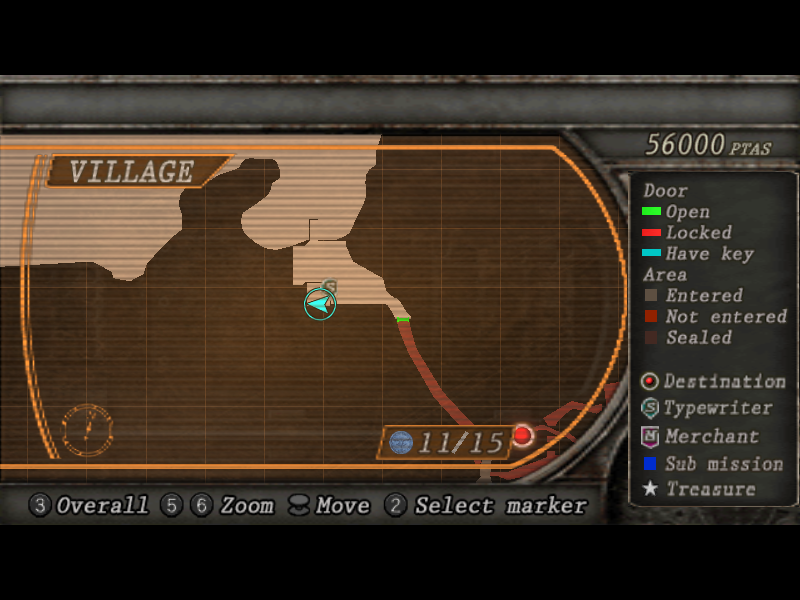 56000 PTAS
VILLAGE
Door
Open
Locked
Have key
Area
Entered
Not entered
Sealed
Destination
S Typewriter
M Merchant
Sub mission
Treasure
S
11/15
3 Overall 5 6 Zoom Move 2 Select marker